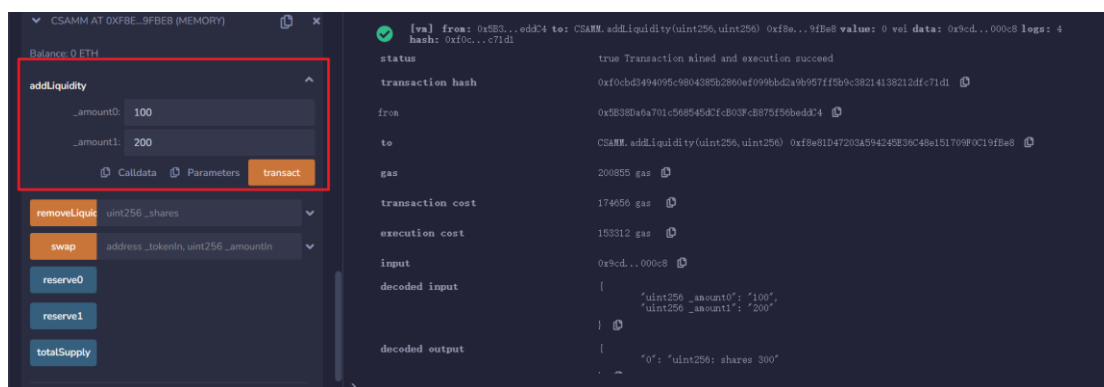 CSAMM AT 0XF8E...9FBE8 (MEMORY)
Balance: 0 ETH
addLiquidity
_amount0: 100
_amount1: 200
Calldata Parameters transact
removeLiquic uint256 _shares
swap address _tokenIn, uint256 _amountIn
reserve0
reserve1
totalSupply
[vm] from: 0x5B3...eddC4 to: CSAMM.addLiquidity(uint256,uint256) 0xf8e...9fBe8 value: 0 wei data: 0x9cd...000c8 logs: 4
hash: 0xf0c...c71d1
status true Transaction mined and execution succeed
transaction hash 0xf0cbd3494095c9804385b2860ef099bbd2a9b957ff5b9c38214138212dfc71d1
from 0x5B38Da6a701c568545dCfcB03FcB875f56beddC4
to CSAMM.addLiquidity(uint256,uint256) 0xf8e81D47203A594245E36C48e151709F0C19fBe8
gas 200855 gas
transaction cost 174656 gas
execution cost 153312 gas
input 0x9cd...000c8
decoded input {
"uint256 _amount0": "100",
"uint256 _amount1": "200"
}
decoded output {
"0": "uint256: shares 300"